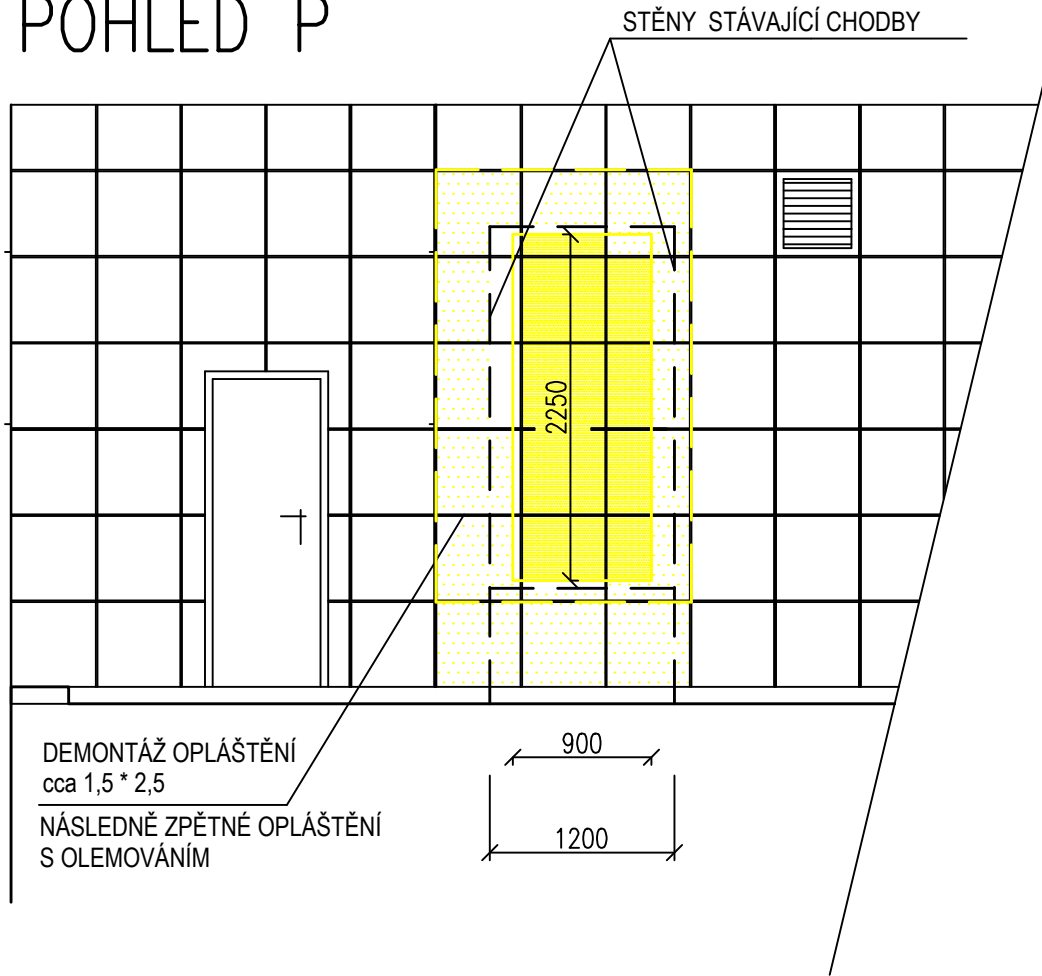 POHLED P
STĚNY STÁVAJÍCÍ CHODBY
2250
DEMONTÁŽ OPLÁŠTĚNÍ
cca 1,5 * 2,5
NÁSLEDNĚ ZPĚTNÉ OPLÁŠTĚNÍ
S OLEMOVÁNÍM
900
1200